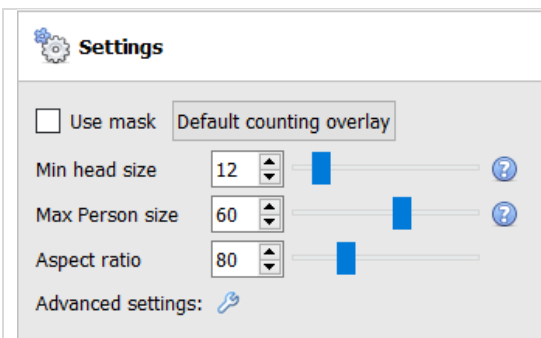 Settings
Use mask Default counting overlay
Min head size 12 ?
Max Person size 60 ?
Aspect ratio 80
Advanced settings: